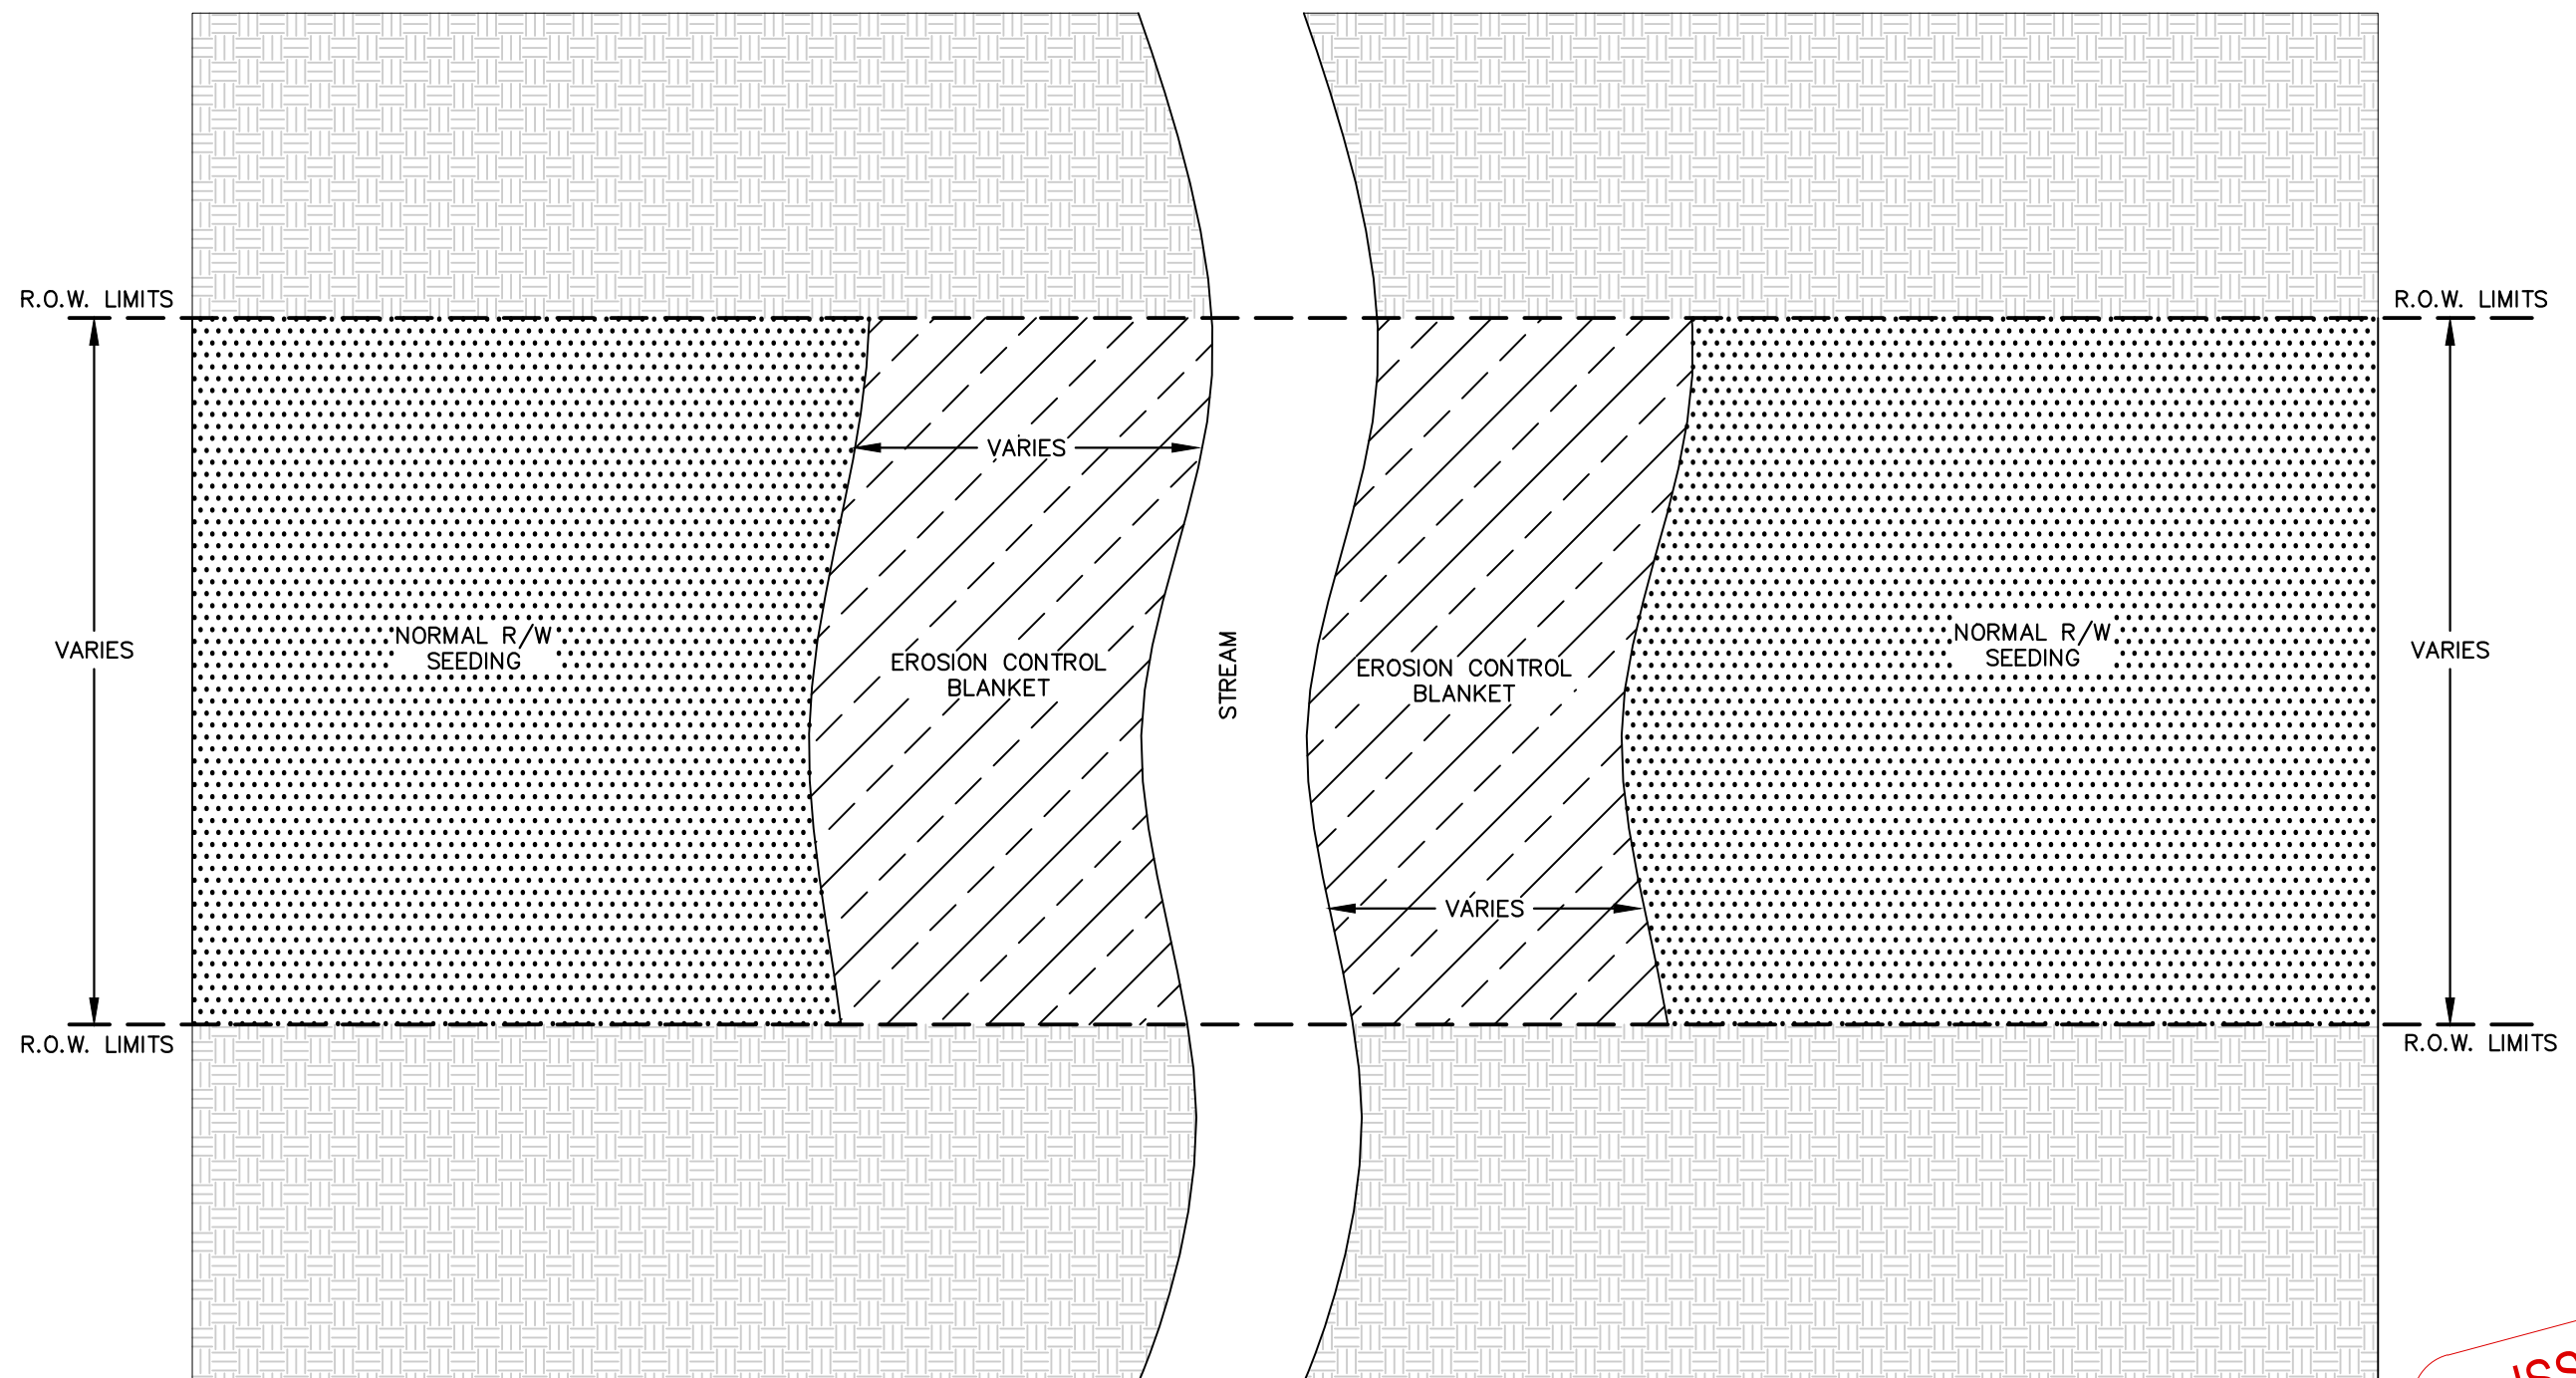 R.O.W. LIMITS
R.O.W. LIMITS
VARIES
NORMAL R/W
SEEDING
EROSION CONTROL
BLANKET
STREAM
EROSION CONTROL
BLANKET
NORMAL R/W
SEEDING
VARIES
VARIES
VARIES
R.O.W. LIMITS
R.O.W. LIMITS